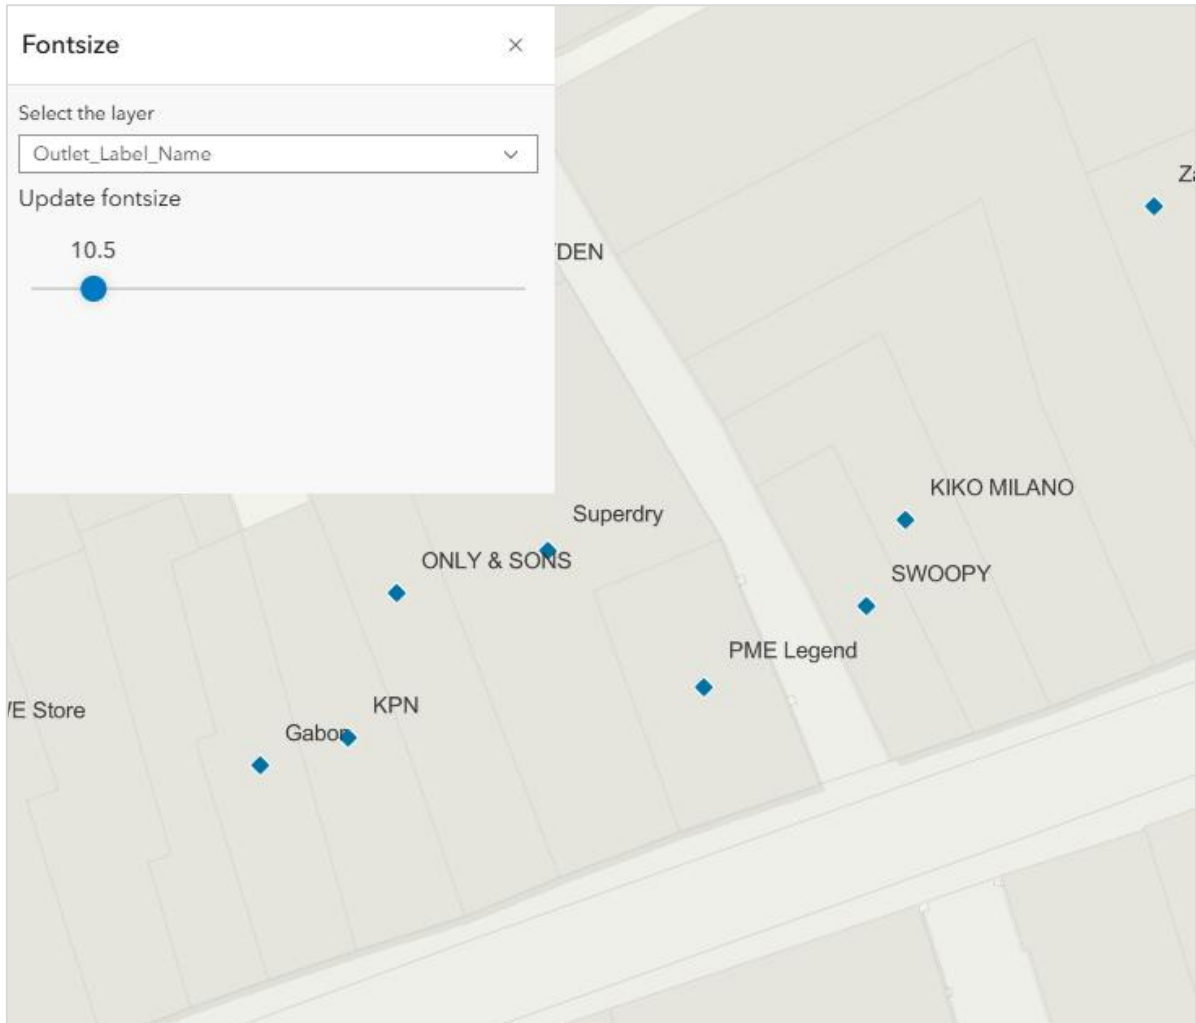 Fontsize
Select the layer
Outlet_Label_Name
Update fontsize
10.5
KIKO MILANO
Superdry
ONLY & SONS
SWOOPY
PME Legend
KPN
Store
Gabor